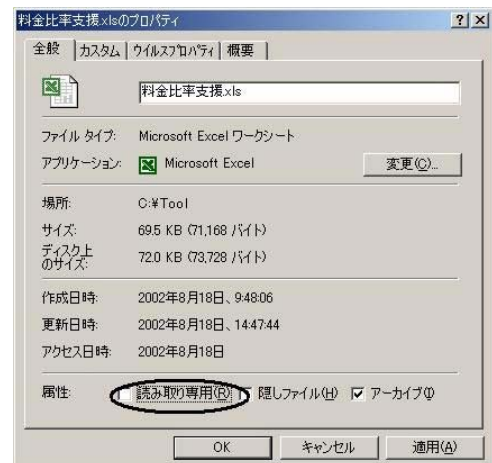 料金比率支援.xlsのプロパティ
全般 カスタム ウイルスプロパティ 概要
料金比率支援.xls
ファイル タイプ: Microsoft Excel ワークシート
アプリケーション: Microsoft Excel 変更(C)...
場所: C:¥Tool
サイズ: 69.5 KB (71,168 バイト)
ディスク上
のサイズ: 72.0 KB (73,728 バイト)
作成日時: 2002年8月18日、9:48:06
更新日時: 2002年8月18日、14:47:44
アクセス日時: 2002年8月18日
属性: 読み取り専用(R) 隠しファイル(H) アーカイブ(I)
OK キャンセル 適用(A)